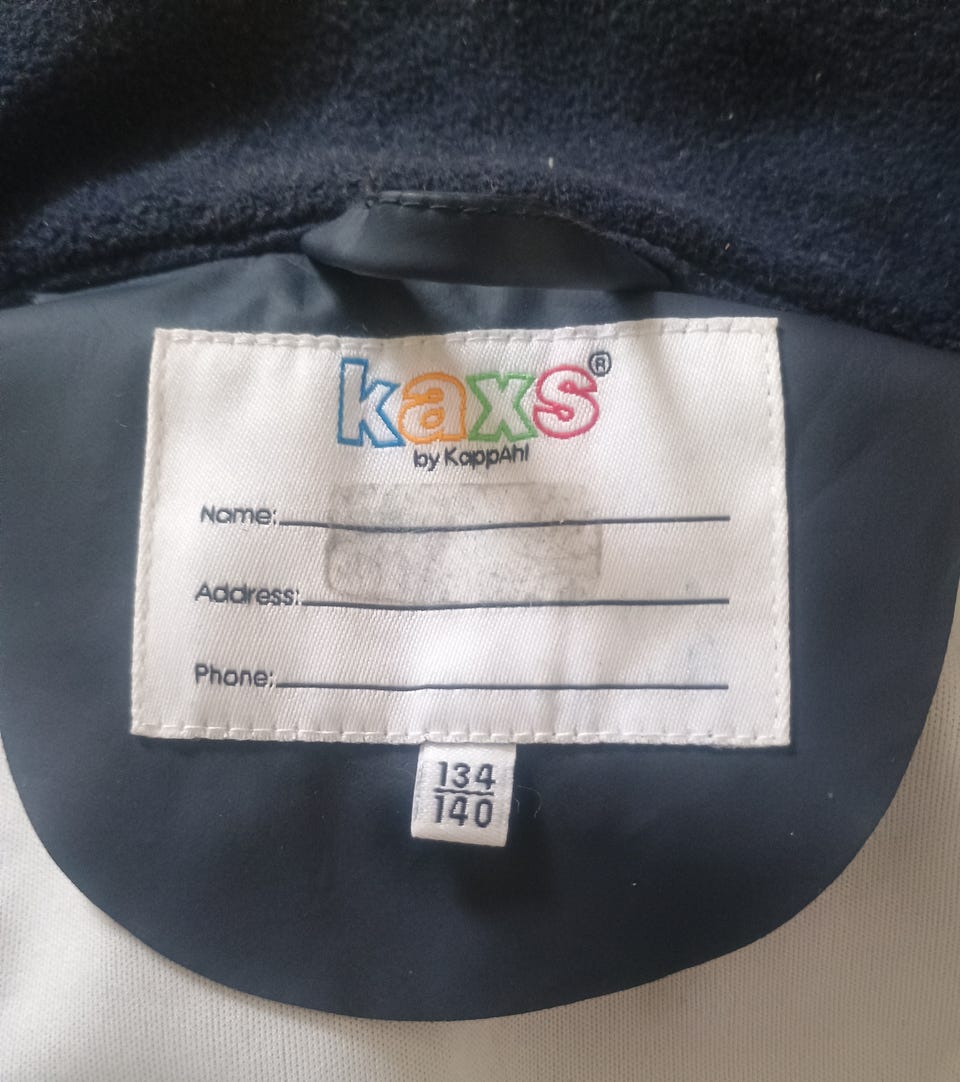 kaxs®
by KappAhl
Name:
Address:
Phone:
134
140